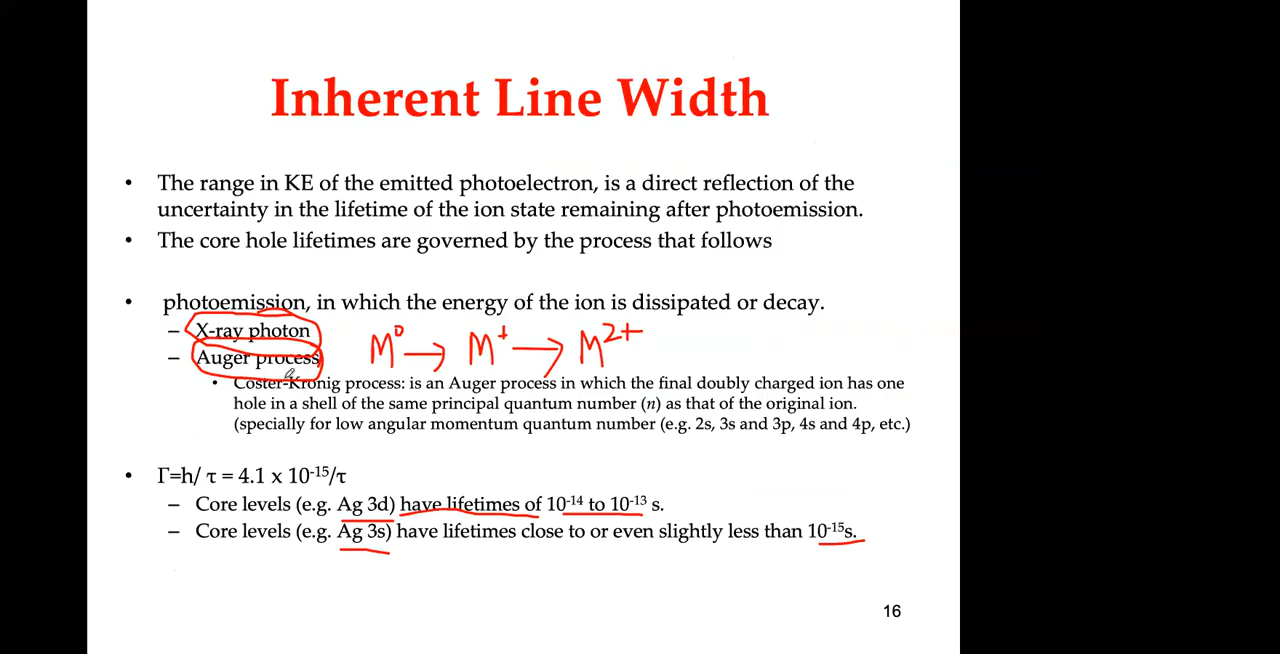 Inherent Line Width
• The range in KE of the emitted photoelectron, is a direct reflection of the
uncertainty in the lifetime of the ion state remaining after photoemission.
• The core hole lifetimes are governed by the process that follows
• photoemission, in which the energy of the ion is dissipated or decay.
– X-ray photon
– Auger process
M⁰ → M⁺ → M²⁺
• Coster-Kronig process: is an Auger process in which the final doubly charged ion has one
hole in a shell of the same principal quantum number (n) as that of the original ion.
(specially for low angular momentum quantum number (e.g. 2s, 3s and 3p, 4s and 4p, etc.)
• Γ=h/ τ = 4.1 x 10⁻¹⁵/τ
– Core levels (e.g. Ag 3d) have lifetimes of 10⁻¹⁴ to 10⁻¹³ s.
– Core levels (e.g. Ag 3s) have lifetimes close to or even slightly less than 10⁻¹⁵s.
16